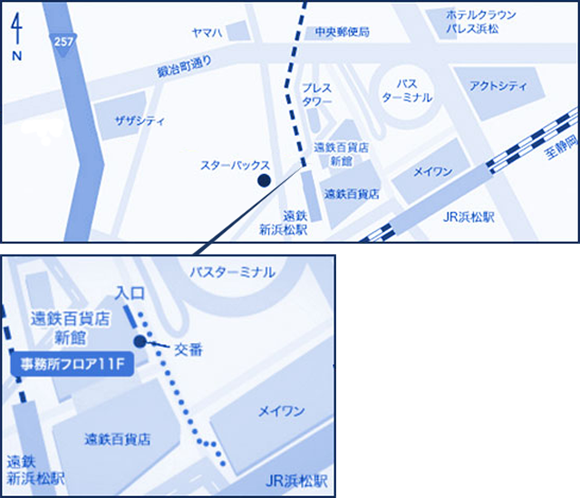 N
257
ヤマハ
中央郵便局
ホテルクラウン
パレス浜松
鍛冶町通り
プレス
タワー
バス
ターミナル
アクトシティ
ザザシティ
遠鉄百貨店
新館
至静岡
スターバックス
メイワン
遠鉄百貨店
遠鉄
新浜松駅
JR浜松駅
バスターミナル
入口
遠鉄百貨店
新館
交番
事務所フロア11F
メイワン
遠鉄百貨店
遠鉄
新浜松駅
JR浜松駅